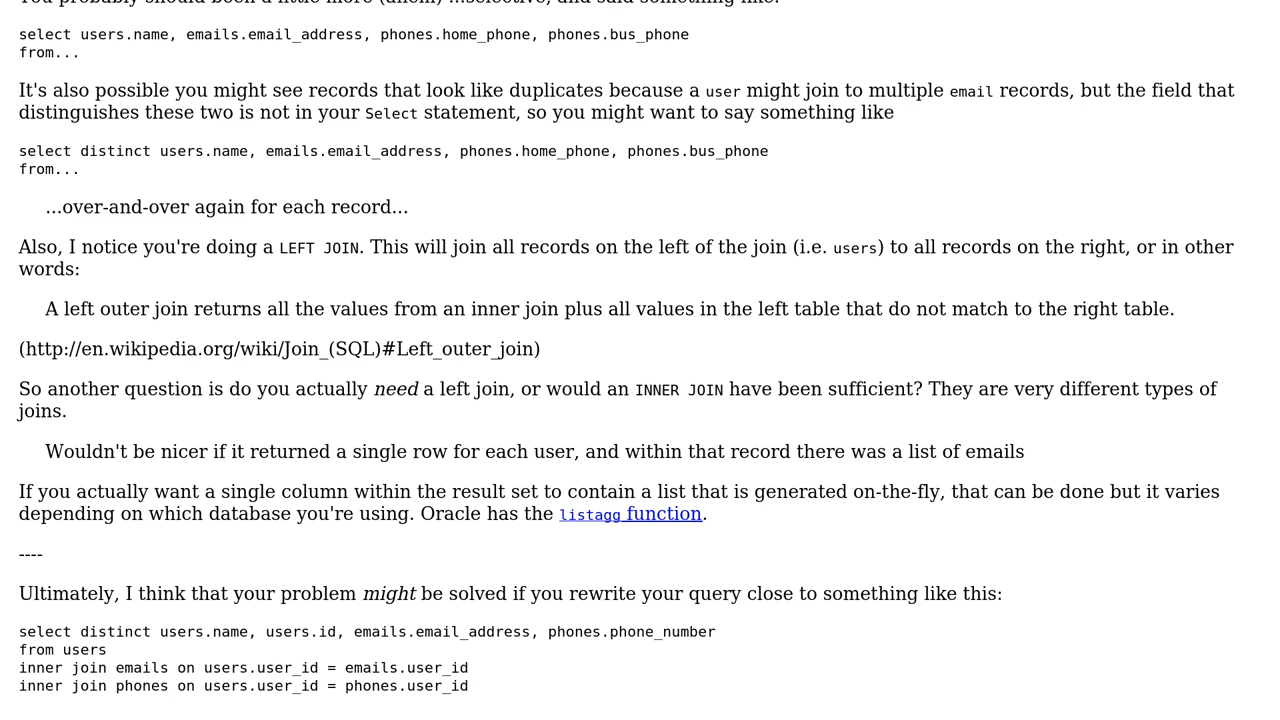 You probably should been a little more (ahem) ...selective, and said something like:
select users.name, emails.email_address, phones.home_phone, phones.bus_phone
from...
It's also possible you might see records that look like duplicates because a user might join to multiple email records, but the field that
distinguishes these two is not in your Select statement, so you might want to say something like
select distinct users.name, emails.email_address, phones.home_phone, phones.bus_phone
from...
...over-and-over again for each record...
Also, I notice you're doing a LEFT JOIN. This will join all records on the left of the join (i.e. users) to all records on the right, or in other
words:
A left outer join returns all the values from an inner join plus all values in the left table that do not match to the right table.
(http://en.wikipedia.org/wiki/Join_(SQL)#Left_outer_join)
So another question is do you actually need a left join, or would an INNER JOIN have been sufficient? They are very different types of
joins.
Wouldn't be nicer if it returned a single row for each user, and within that record there was a list of emails
If you actually want a single column within the result set to contain a list that is generated on-the-fly, that can be done but it varies
depending on which database you're using. Oracle has the listagg function.
----
Ultimately, I think that your problem might be solved if you rewrite your query close to something like this:
select distinct users.name, users.id, emails.email_address, phones.phone_number
from users
inner join emails on users.user_id = emails.user_id
inner join phones on users.user_id = phones.user_id